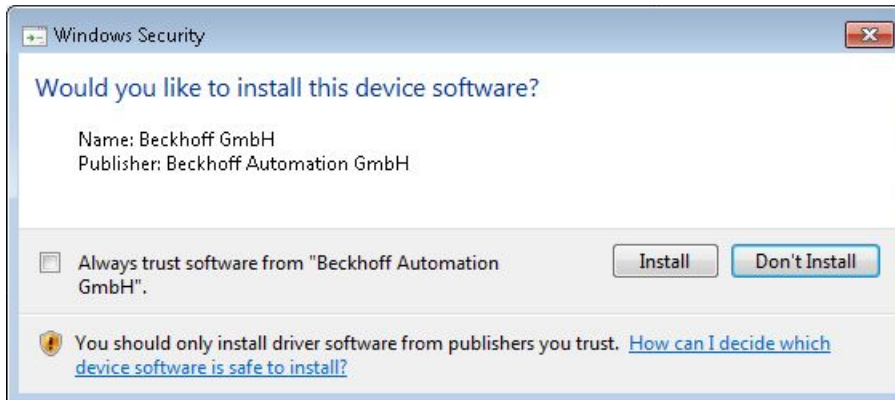 Windows Security
Would you like to install this device software?
Name: Beckhoff GmbH
Publisher: Beckhoff Automation GmbH
Always trust software from "Beckhoff Automation
GmbH".
Install
Don't Install
You should only install driver software from publishers you trust. How can I decide which
device software is safe to install?